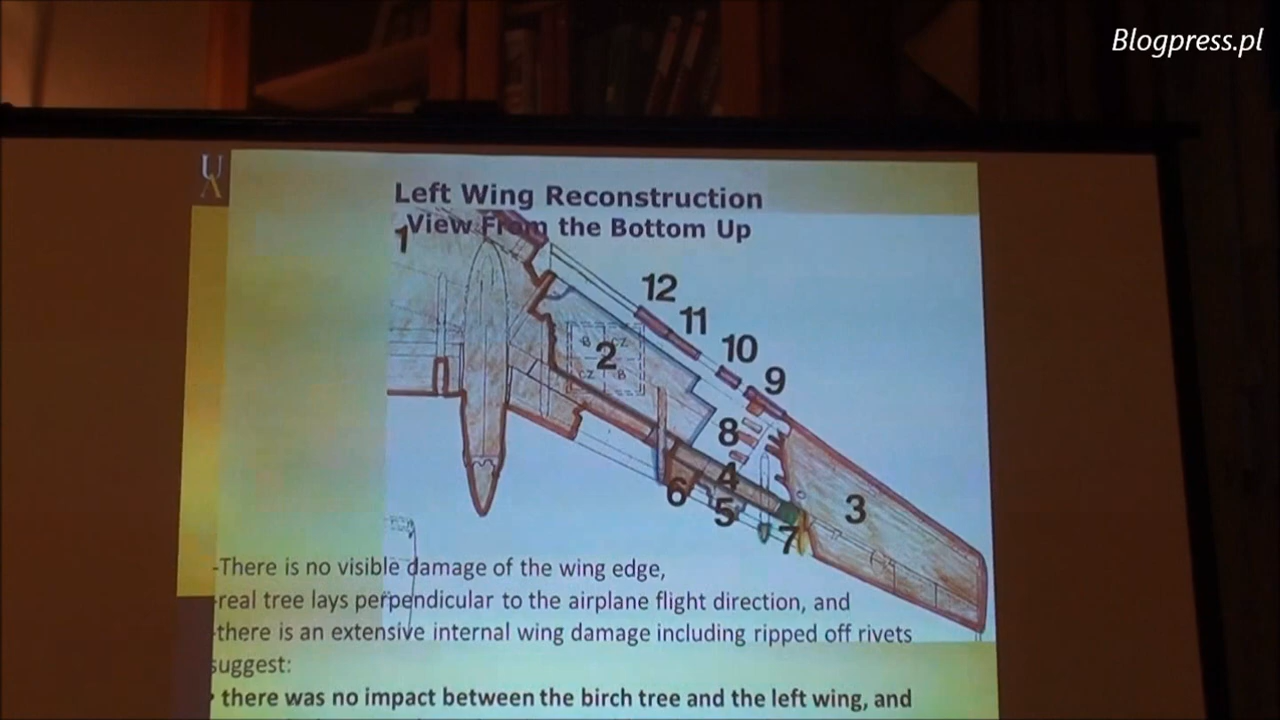 Blogpress.pl
U
A
Left Wing Reconstruction
View From the Bottom Up
1
12
11
10
9
B CZ
2
CZ B
8
4
6
5
7
3
-There is no visible damage of the wing edge,
-real tree lays perpendicular to the airplane flight direction, and
-there is an extensive internal wing damage including ripped off rivets
suggest:
• there was no impact between the birch tree and the left wing, and